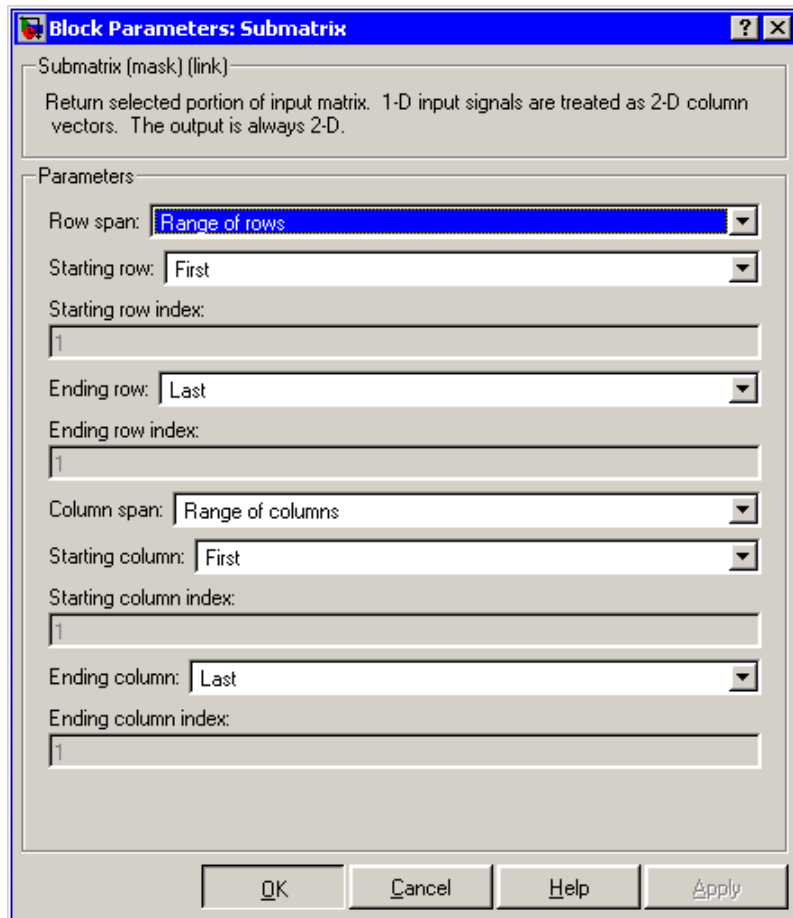 Block Parameters: Submatrix
Submatrix (mask) (link)
Return selected portion of input matrix.  1-D input signals are treated as 2-D column
vectors.  The output is always 2-D.
Parameters
Row span: Range of rows
Starting row: First
Starting row index:
1
Ending row: Last
Ending row index:
1
Column span: Range of columns
Starting column: First
Starting column index:
1
Ending column: Last
Ending column index:
1
OK Cancel Help Apply